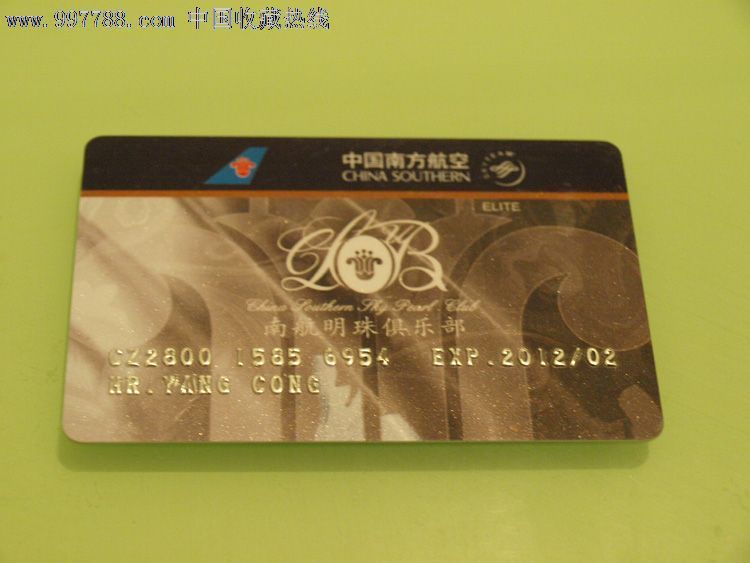 www.997788.com 中国收藏热线
中国南方航空
CHINA SOUTHERN
SKYTEAM
ELITE
CLUB
China Southern Sky Pearl Club
南航明珠俱乐部
CZ2800 1585 6954 EXP.2012/02
MR.YANG CONG